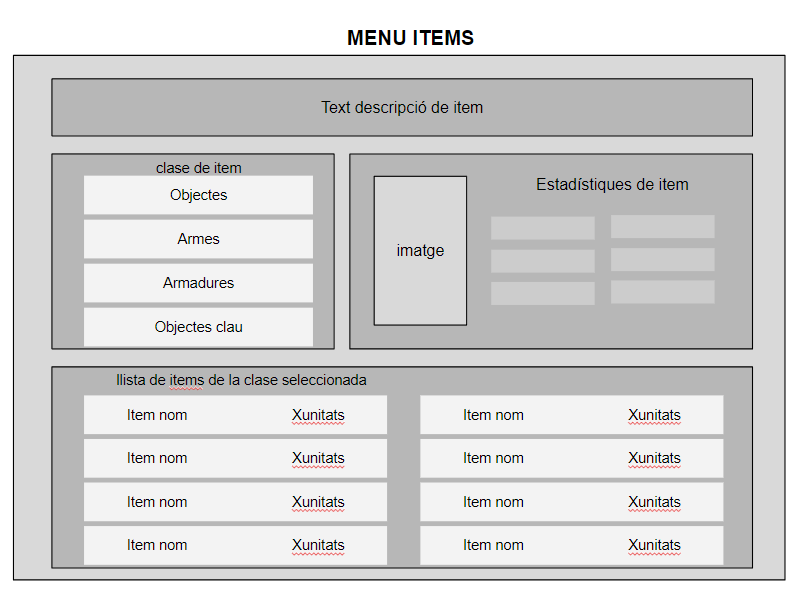 MENU ITEMS
Text descripció de item
clase de item
Objectes
Armes
Armadures
Objectes clau
imatge
Estadístiques de item
llista de items de la clase seleccionada
Item nom Xunitats Item nom Xunitats
Item nom Xunitats Item nom Xunitats
Item nom Xunitats Item nom Xunitats
Item nom Xunitats Item nom Xunitats